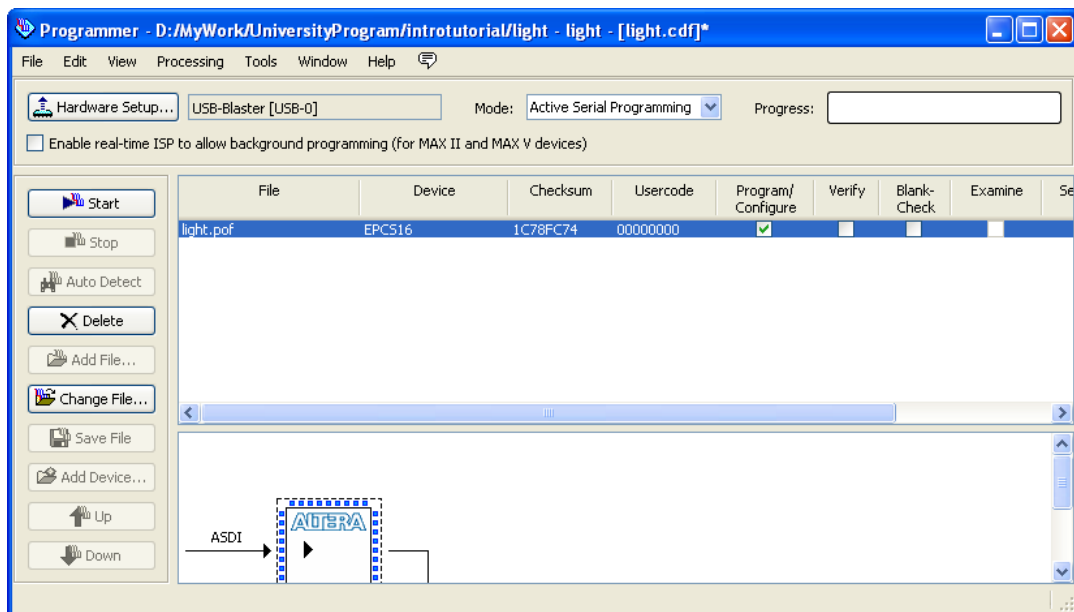 Programmer - D:/MyWork/UniversityProgram/introtutorial/light - light - [light.cdf]*
File Edit View Processing Tools Window Help
Hardware Setup... USB-Blaster [USB-0] Mode: Active Serial Programming Progress:
Enable real-time ISP to allow background programming (for MAX II and MAX V devices)
Start
Stop
Auto Detect
Delete
Add File...
Change File...
Save File
Add Device...
Up
Down
File Device Checksum Usercode Program/ Configure Verify Blank- Check Examine Se
light.pof EPCS16 1C78FC74 00000000
ALTERA
ASDI